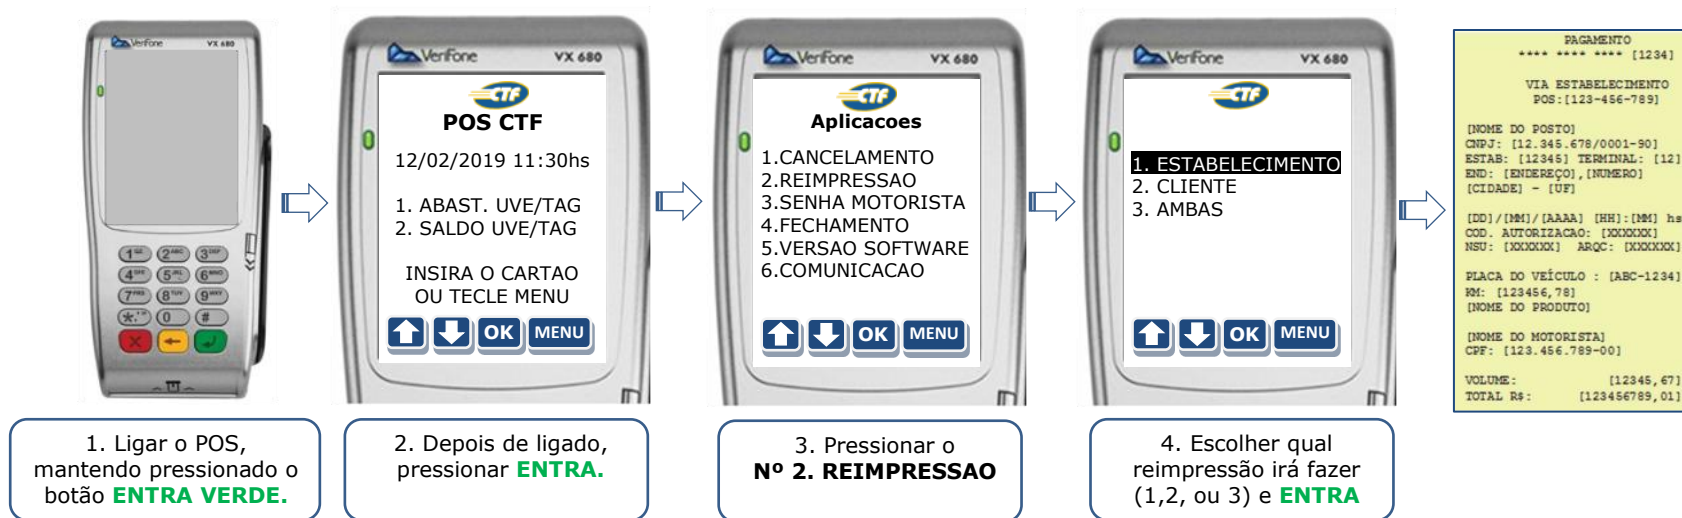 VeriFone VX 680
1 2 ABC 3 DEF
4 GHI 5 JKL 6 MNO
7 PRS 8 TUV 9 WXY
* 0 #
1. Ligar o POS,
mantendo pressionado o
botão ENTRA VERDE.
VeriFone VX 680
CTF
POS CTF
12/02/2019 11:30hs
1. ABAST. UVE/TAG
2. SALDO UVE/TAG
INSIRA O CARTAO
OU TECLE MENU
OK MENU
2. Depois de ligado,
pressionar ENTRA.
VeriFone VX 680
CTF
Aplicacoes
1.CANCELAMENTO
2.REIMPRESSAO
3.SENHA MOTORISTA
4.FECHAMENTO
5.VERSAO SOFTWARE
6.COMUNICACAO
OK MENU
3. Pressionar o
Nº 2. REIMPRESSAO
VeriFone VX 680
CTF
1. ESTABELECIMENTO
2. CLIENTE
3. AMBAS
OK MENU
4. Escolher qual
reimpressão irá fazer
(1,2, ou 3) e ENTRA
PAGAMENTO
**** **** **** [1234]
VIA ESTABELECIMENTO
POS:[123-456-789]
[NOME DO POSTO]
CNPJ: [12.345.678/0001-90]
ESTAB: [12345] TERMINAL: [12]
END: [ENDEREÇO],[NUMERO]
[CIDADE] - [UF]
[DD]/[MM]/[AAAA] [HH]:[MM] hs
COD. AUTORIZACAO: [XXXXXX]
NSU: [XXXXXX] ARQC: [XXXXXX]
PLACA DO VEÍCULO : [ABC-1234]
KM: [123456,78]
[NOME DO PRODUTO]
[NOME DO MOTORISTA]
CPF: [123.456.789-00]
VOLUME: [12345,67]
TOTAL R$: [123456789,01]